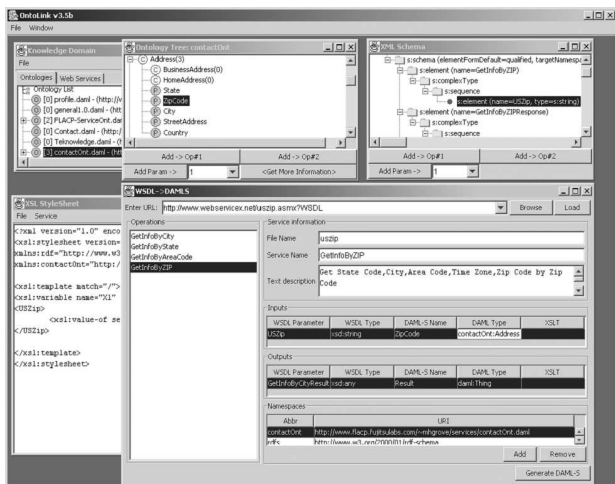 OntoLink v3.5b
File Window
Knowledge Domain
File
Ontologies Web Services
Ontology List
[0] profile.daml - (http://
[0] general1.0.daml - (http
[2] FLACP-ServiceOnt.da
[0] Contact.daml - (http:/
[0] Teknowledge.daml - (
[3] contactOnt.daml - (htt
Ontology Tree: contactOnt
Address(3)
BusinessAddress(0)
HomeAddress(0)
State
ZipCode
City
StreetAddress
Country
Add -> Op#1 Add -> Op#2
Add Param -> 1 <Get More Information>
XML Schema
s:schema (elementFormDefault=qualified, targetNamespa
s:element (name=GetInfoByZIP)
s:complexType
s:sequence
s:element (name=USZip, type=s:string)
s:element (name=GetInfoByZIPResponse)
s:complexType
s:sequence
Add -> Op#1 Add -> Op#2
Add Param -> 1
XSL StyleSheet
File Service
<?xml version="1.0" enco
<xsl:stylesheet version=
xmlns:rdf="http://www.w3
xmlns:contactOnt="http:/
<xsl:template match="/">
<xsl:variable name="X1"
<USZip>
<xsl:value-of se
</USZip>
</xsl:template>
</xsl:stylesheet>
WSDL->DAMLS
Enter URL: http://www.webservicex.net/uszip.asmx?WSDL Browse Load
Operations
GetInfoByCity
GetInfoByState
GetInfoByAreaCode
GetInfoByZIP
Service information
File Name uszip
Service Name GetInfoByZIP
Text description Get State Code,City,Area Code,Time Zone,Zip Code by Zip
Code
Inputs
WSDL Parameter WSDL Type DAML-S Name DAML Type XSLT
USZip xsd:string ZipCode contactOnt:Address
Outputs
WSDL Parameter WSDL Type DAML-S Name DAML Type XSLT
GetInfoByCityResult xsd:any Result daml:Thing
Namespaces
Abbr URI
contactOnt http://www.flacp.fujitsulabs.com/~mhgrove/services/contactOnt.daml
rdfs http://www.w3.org/2000/01/rdf-schema
Add Remove
Generate DAML-S